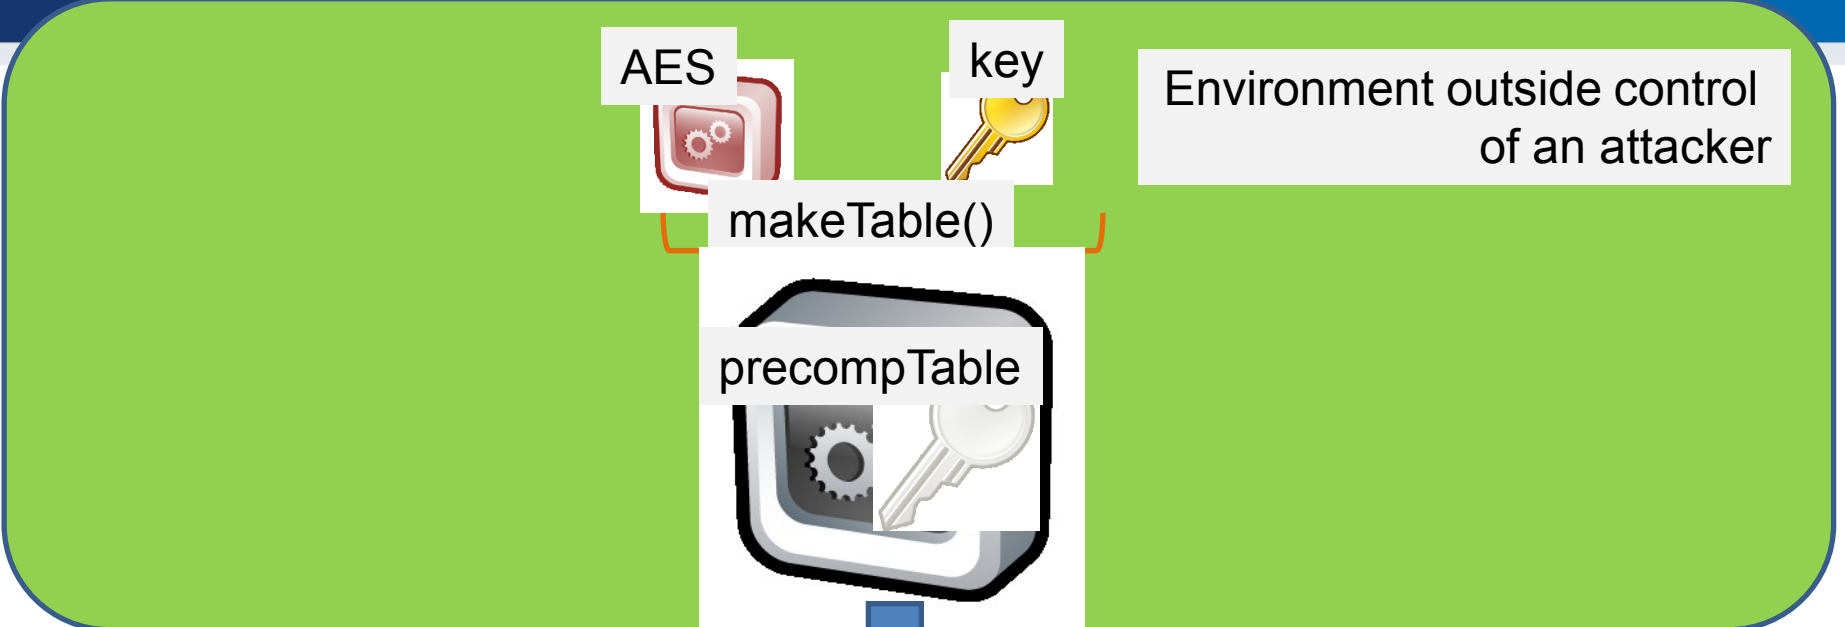 AES
key
Environment outside control
of an attacker
makeTable()
precompTable